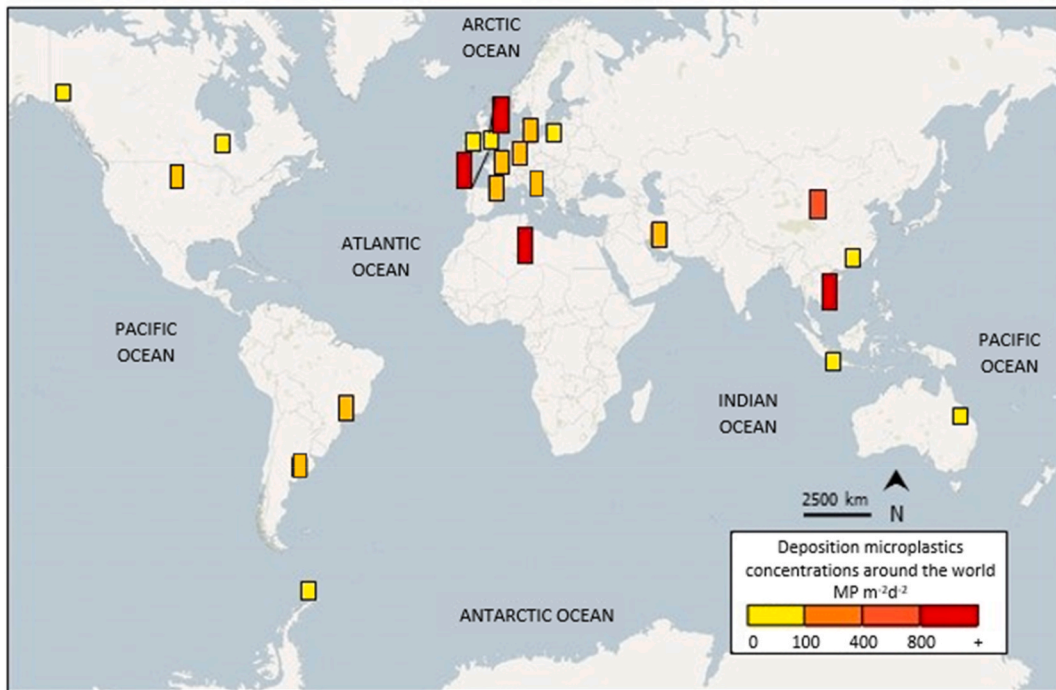 ARCTIC
OCEAN
ATLANTIC
OCEAN
PACIFIC
OCEAN
PACIFIC
OCEAN
INDIAN
OCEAN
2500 km
N
Deposition microplastics
concentrations around the world
MP m⁻²d⁻²
0 100 400 800 +
ANTARCTIC OCEAN